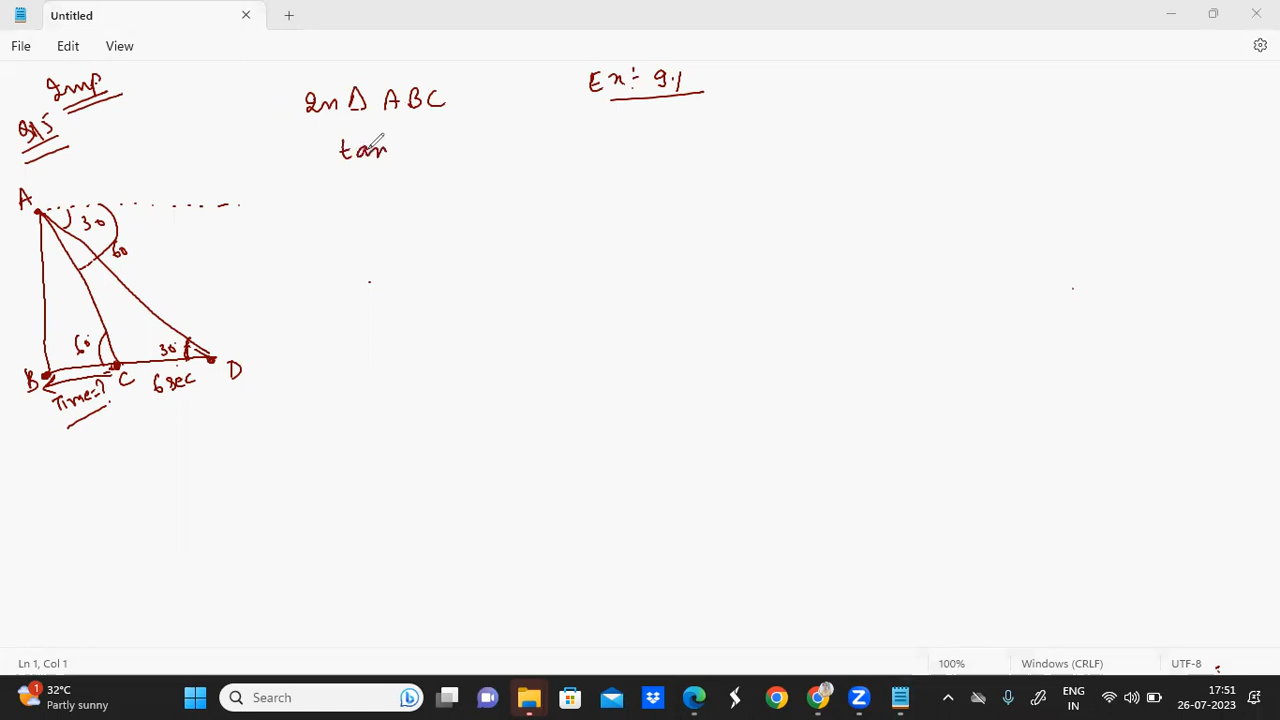 Untitled
File Edit View
Imp
Ex:- 9.1
In Δ ABC
tan
A
30
60
60
30
B
C
D
Time=?
6 sec
Ln 1, Col 1
100%
Windows (CRLF)
UTF-8
1
32°C
Partly sunny
Search
ENG
IN
17:51
26-07-2023